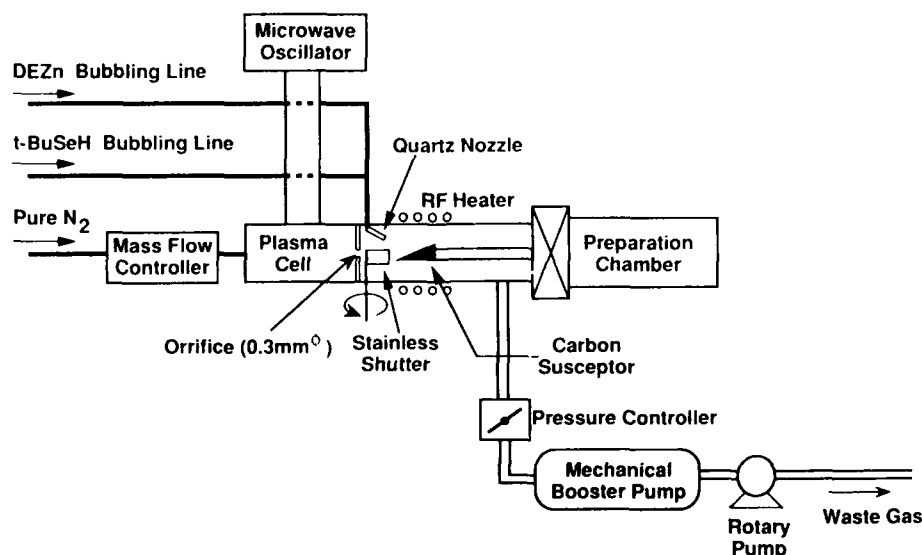 Microwave
Oscillator
DEZn Bubbling Line
t-BuSeH Bubbling Line
Quartz Nozzle
RF Heater
Pure N2
Mass Flow
Controller
Plasma
Cell
Preparation
Chamber
Orrifice (0.3mm⌀)
Stainless
Shutter
Carbon
Susceptor
Pressure Controller
Mechanical
Booster Pump
Rotary
Pump
Waste Gas